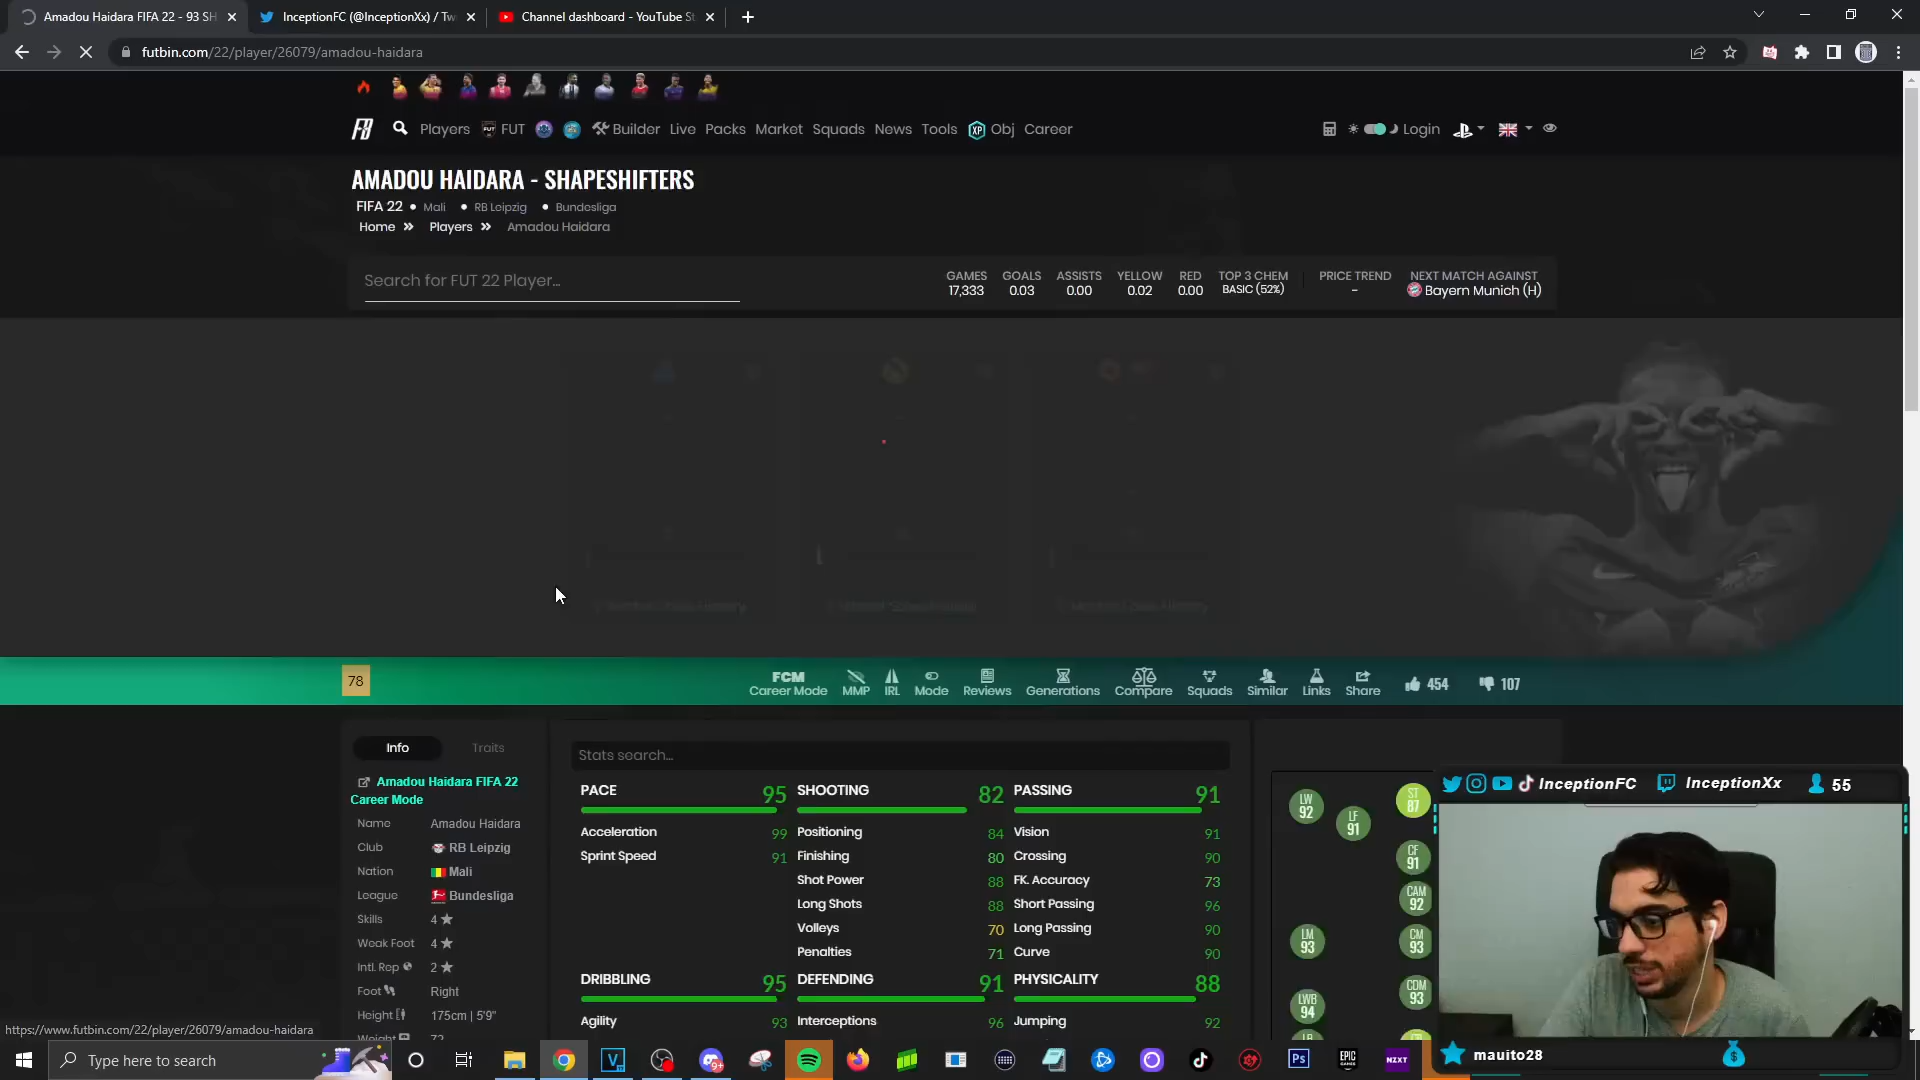 Amadou Haidara FIFA 22 - 93 SH
InceptionFC (@InceptionXx) / Tw
Channel dashboard - YouTube St
futbin.com/22/player/26079/amadou-haidara
Players FUT Builder Live Packs Market Squads News Tools XP Obj Career Login
AMADOU HAIDARA - SHAPESHIFTERS
FIFA 22 • Mali • RB Leipzig • Bundesliga
Home » Players » Amadou Haidara
Search for FUT 22 Player...
GAMES GOALS ASSISTS YELLOW RED TOP 3 CHEM PRICE TREND NEXT MATCH AGAINST
17,333 0.03 0.00 0.02 0.00 BASIC (52%) - Bayern Munich (H)
78
FCM
Career Mode MMP IRL Mode Reviews Generations Compare Squads Similar Links Share 454 107
Info Traits
Amadou Haidara FIFA 22
Career Mode
Name Amadou Haidara
Club RB Leipzig
Nation Mali
League Bundesliga
Skills 4
Weak Foot 4
Intl. Rep 2
Foot Right
Height 175cm | 5'9"
Weight 72
Stats search...
PACE 95
Acceleration 99
Sprint Speed 91
SHOOTING 82
Positioning 84
Finishing 80
Shot Power 88
Long Shots 88
Volleys 70
Penalties 71
PASSING 91
Vision 91
Crossing 90
FK. Accuracy 73
Short Passing 96
Long Passing 90
Curve 90
DRIBBLING 95
Agility 93
DEFENDING 91
Interceptions 96
PHYSICALITY 88
Jumping 92
LW
92
LF
91
ST
87
CF
91
CAM
92
LM
93
CM
93
CDM
93
LWB
94
LB
InceptionFC InceptionXx 55
mauito28
https://www.futbin.com/22/player/26079/amadou-haidara
Type here to search
9+
Ps
EPIC
GAMES
NZXT